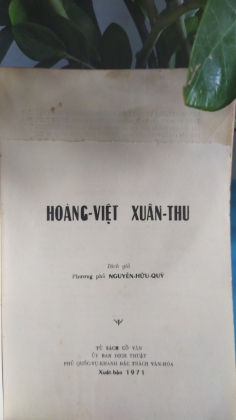 HOÀNG-VIỆT XUÂN-THU
Dịch giả
Phương phủ NGUYỄN-HỮU-QUỲ
TỦ SÁCH CỔ VĂN
ỦY BAN DỊCH THUẬT
PHỦ QUỐC-VỤ-KHANH ĐẶC TRÁCH VĂN-HÓA
Xuất-bản 1971